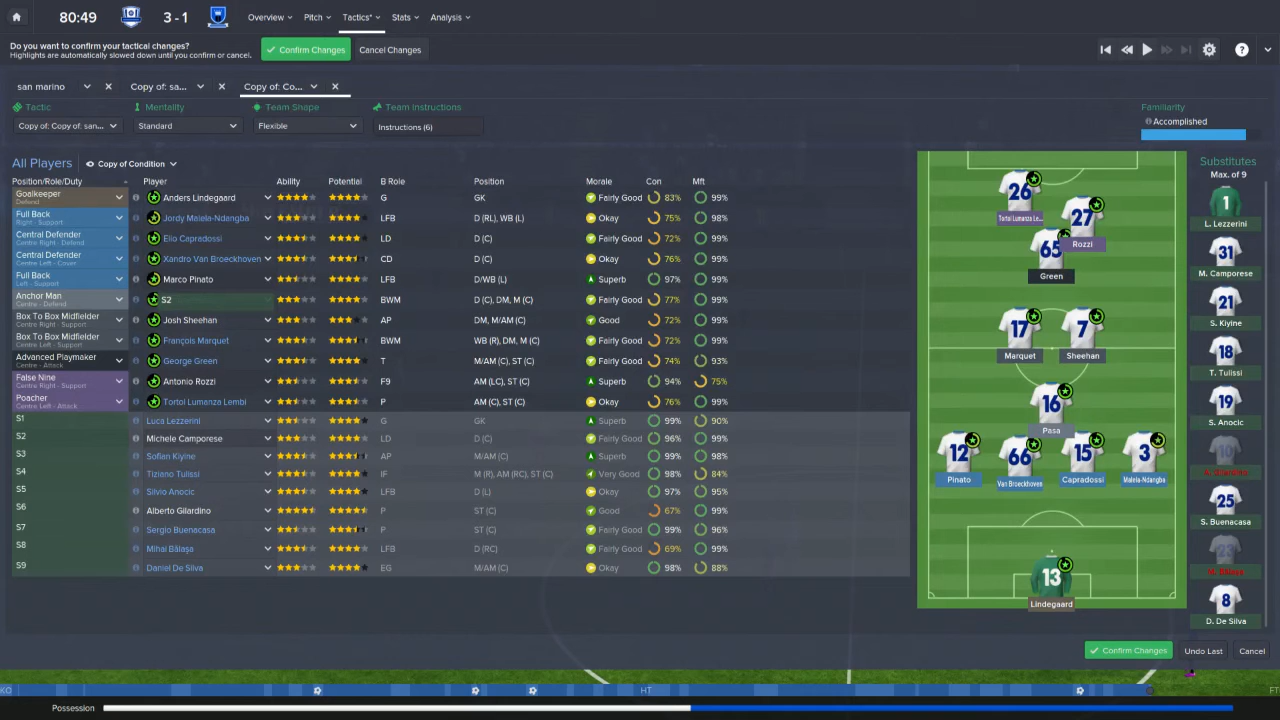 80:49 3 - 1 Overview Pitch Tactics* Stats Analysis
Do you want to confirm your tactical changes?
Highlights are automatically slowed down until you confirm or cancel.
Confirm Changes Cancel Changes
san marino Copy of: sa... Copy of: Co...
Tactic Mentality Team Shape Team Instructions Familiarity
Copy of: Copy of: san... Standard Flexible Instructions (6) Accomplished
All Players Copy of Condition
Position/Role/Duty Player Ability Potential B Role Position Morale Con Mft
Goalkeeper Defend Anders Lindegaard G GK Fairly Good 83% 99%
Full Back Right - Support Jordy Maiela-Ndangba LFB D (RL), WB (L) Okay 75% 98%
Central Defender Centre Right - Defend Elio Capradossi LD D (C) Fairly Good 72% 99%
Central Defender Centre Left - Cover Xandro Van Broeckhoven CD D (C) Okay 76% 99%
Full Back Left - Support Marco Pinato LFB D/WB (L) Superb 97% 99%
Anchor Man Centre - Defend S2 BWM D (C), DM, M (C) Fairly Good 77% 99%
Box To Box Midfielder Centre Right - Support Josh Sheehan AP DM, M/AM (C) Good 72% 99%
Box To Box Midfielder Centre Left - Support François Marquet BWM WB (R), DM, M (C) Fairly Good 72% 99%
Advanced Playmaker Centre - Attack George Green T M/AM (C), ST (C) Fairly Good 74% 93%
False Nine Centre Right - Support Antonio Rozzi F9 AM (LC), ST (C) Superb 94% 75%
Poacher Centre Left - Attack Tortol Lumanza Lembi P AM (C), ST (C) Okay 76% 99%
S1 Luca Lezzerini G GK Superb 99% 90%
S2 Michele Camporese LD D (C) Fairly Good 96% 99%
S3 Sofian Kiyine AP M/AM (C) Superb 99% 98%
S4 Tiziano Tulissi IF M (R), AM (RC), ST (C) Very Good 98% 84%
S5 Silvio Anocic LFB D (L) Okay 97% 95%
S6 Alberto Gilardino P ST (C) Good 67% 99%
S7 Sergio Buenacasa P ST (C) Fairly Good 99% 96%
S8 Mihai Bălașa LFB D (RC) Fairly Good 69% 99%
S9 Daniel De Silva EG M/AM (C) Okay 98% 88%
26
Tortol Lumanza Le...
27
Rozzi
65
Green
17 7
Marquet Sheehan
16
Pasa
12 66 15 3
Pinato Van Broeckhoven Capradossi Maiela-Ndangba
13
Lindegaard
Substitutes
Max. of 9
1
L. Lezzerini
31
M. Camporese
21
S. Kiyine
18
T. Tulissi
19
S. Anocic
10
25
S. Buenacasa
23
8
D. De Silva
Confirm Changes Undo Last Cancel
KO HT FT
Possession